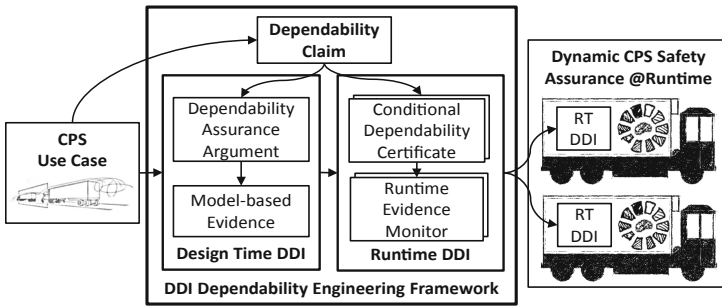 Dependability
Claim
Dynamic CPS Safety
Assurance @Runtime
CPS
Use Case
Dependability
Assurance
Argument
Model-based
Evidence
Design Time DDI
Conditional
Dependability
Certificate
Runtime
Evidence
Monitor
Runtime DDI
DDI Dependability Engineering Framework
RT
DDI
RT
DDI